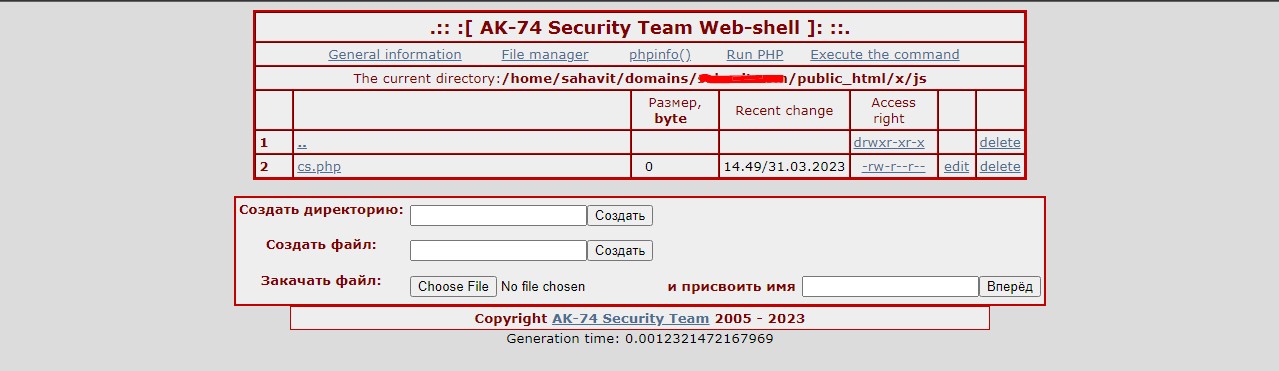 .:: :[ AK-74 Security Team Web-shell ]: ::.
General information File manager phpinfo() Run PHP Execute the command
The current directory:/home/sahavit/domains/ /public_html/x/js
Размер, byte Recent change Access right
1 .. drwxr-xr-x delete
2 cs.php 0 14.49/31.03.2023 -rw-r--r-- edit delete
Создать директорию: Создать
Создать файл: Создать
Закачать файл: Choose File No file chosen и присвоить имя Вперёд
Copyright AK-74 Security Team 2005 - 2023
Generation time: 0.0012321472167969